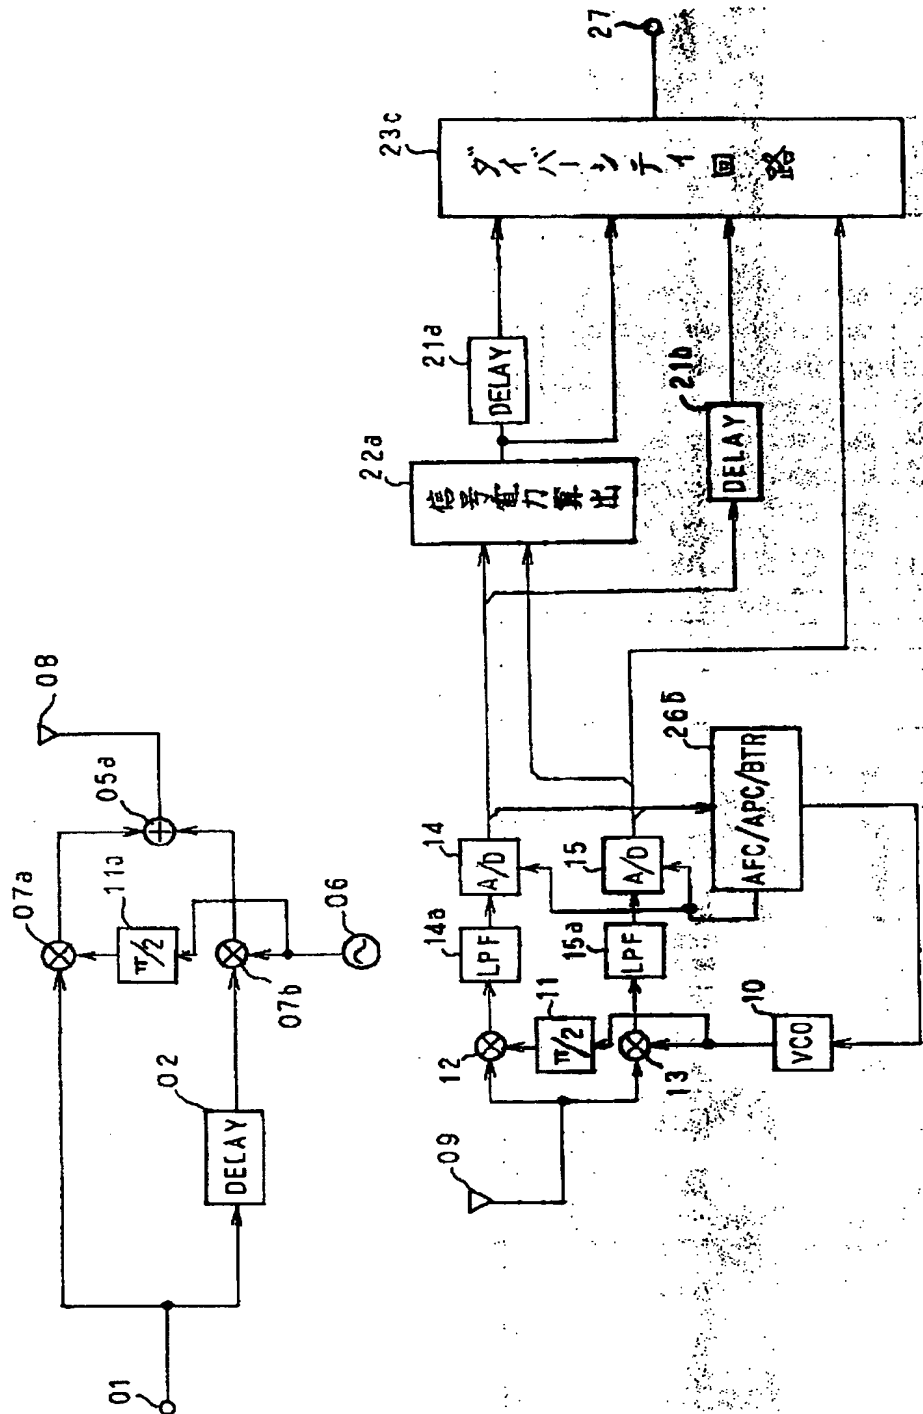 01
02
DELAY
07a
11a
π/2
07b
06
05a
08
09
12
11
π/2
13
10
VCO
14a
LPF
15a
LPF
14
A/D
15
A/D
26b
AFC/APC/BTR
22a
信号電力算出
21a
DELAY
21b
DELAY
23c
ダイバーシティ回路
27